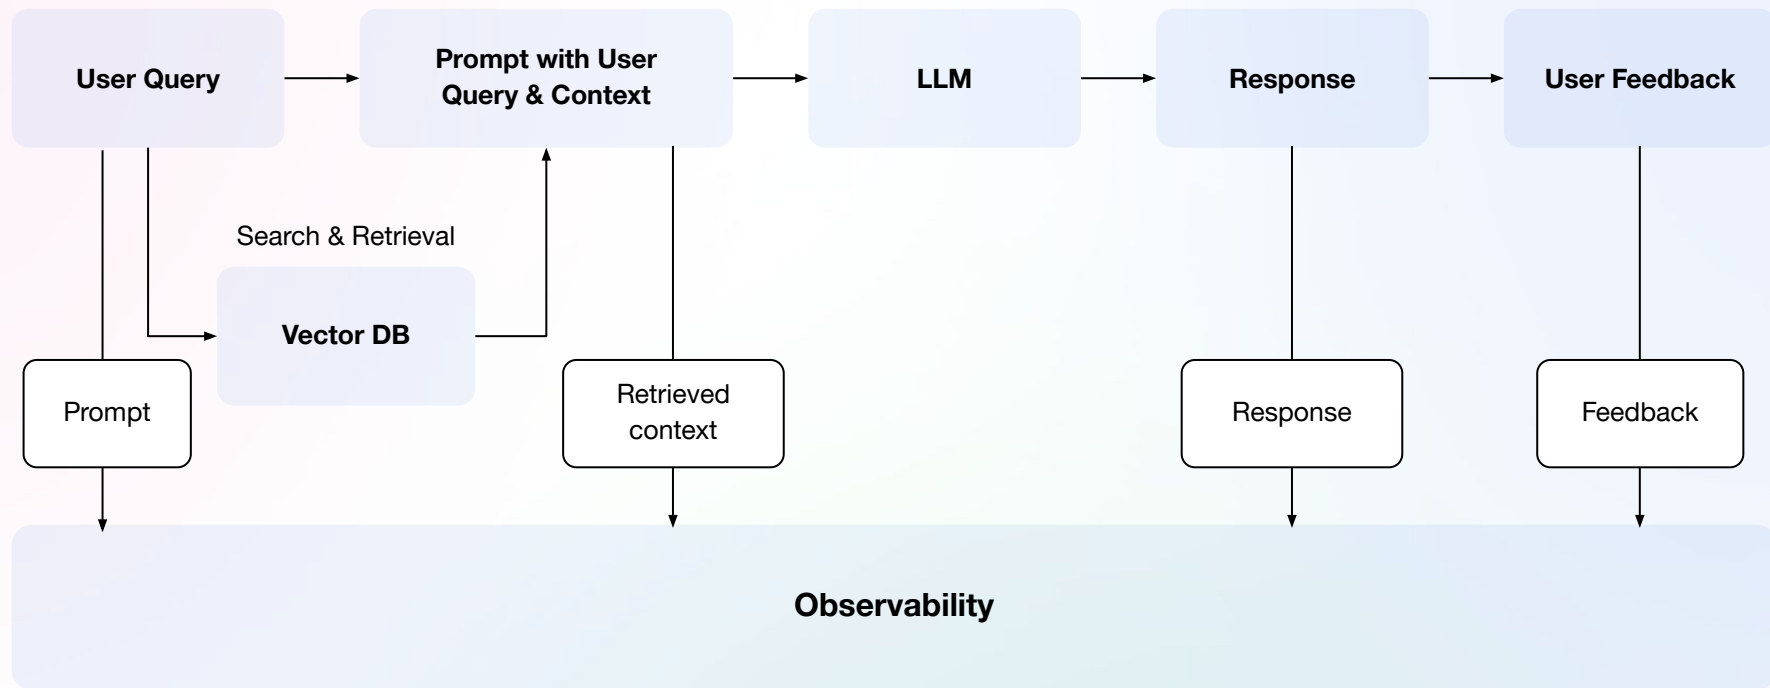 User Query
Prompt with User
Query & Context
LLM
Response
User Feedback
Search & Retrieval
Vector DB
Prompt
Retrieved
context
Response
Feedback
Observability